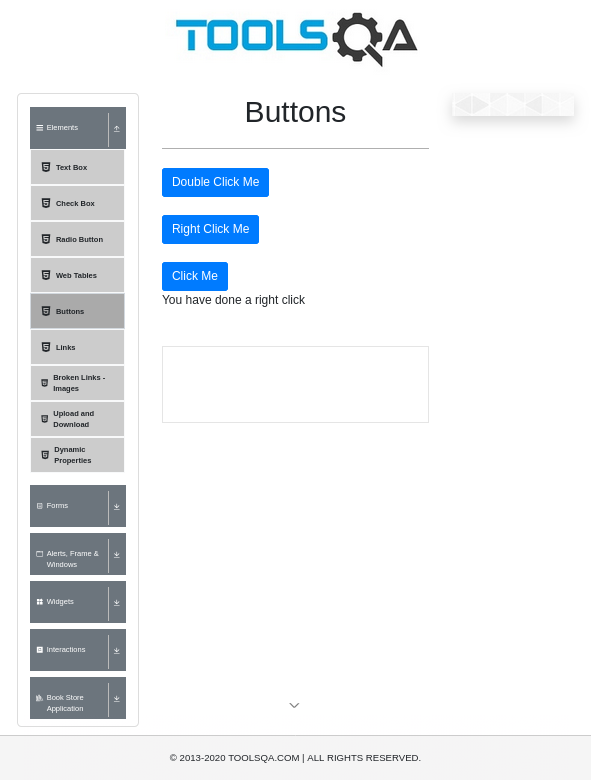 TOOLSQA
Elements
Text Box
Check Box
Radio Button
Web Tables
Buttons
Links
Broken Links -
Images
Upload and
Download
Dynamic
Properties
Forms
Alerts, Frame &
Windows
Widgets
Interactions
Book Store
Application
Buttons
Double Click Me
Right Click Me
Click Me
You have done a right click
© 2013-2020 TOOLSQA.COM | ALL RIGHTS RESERVED.